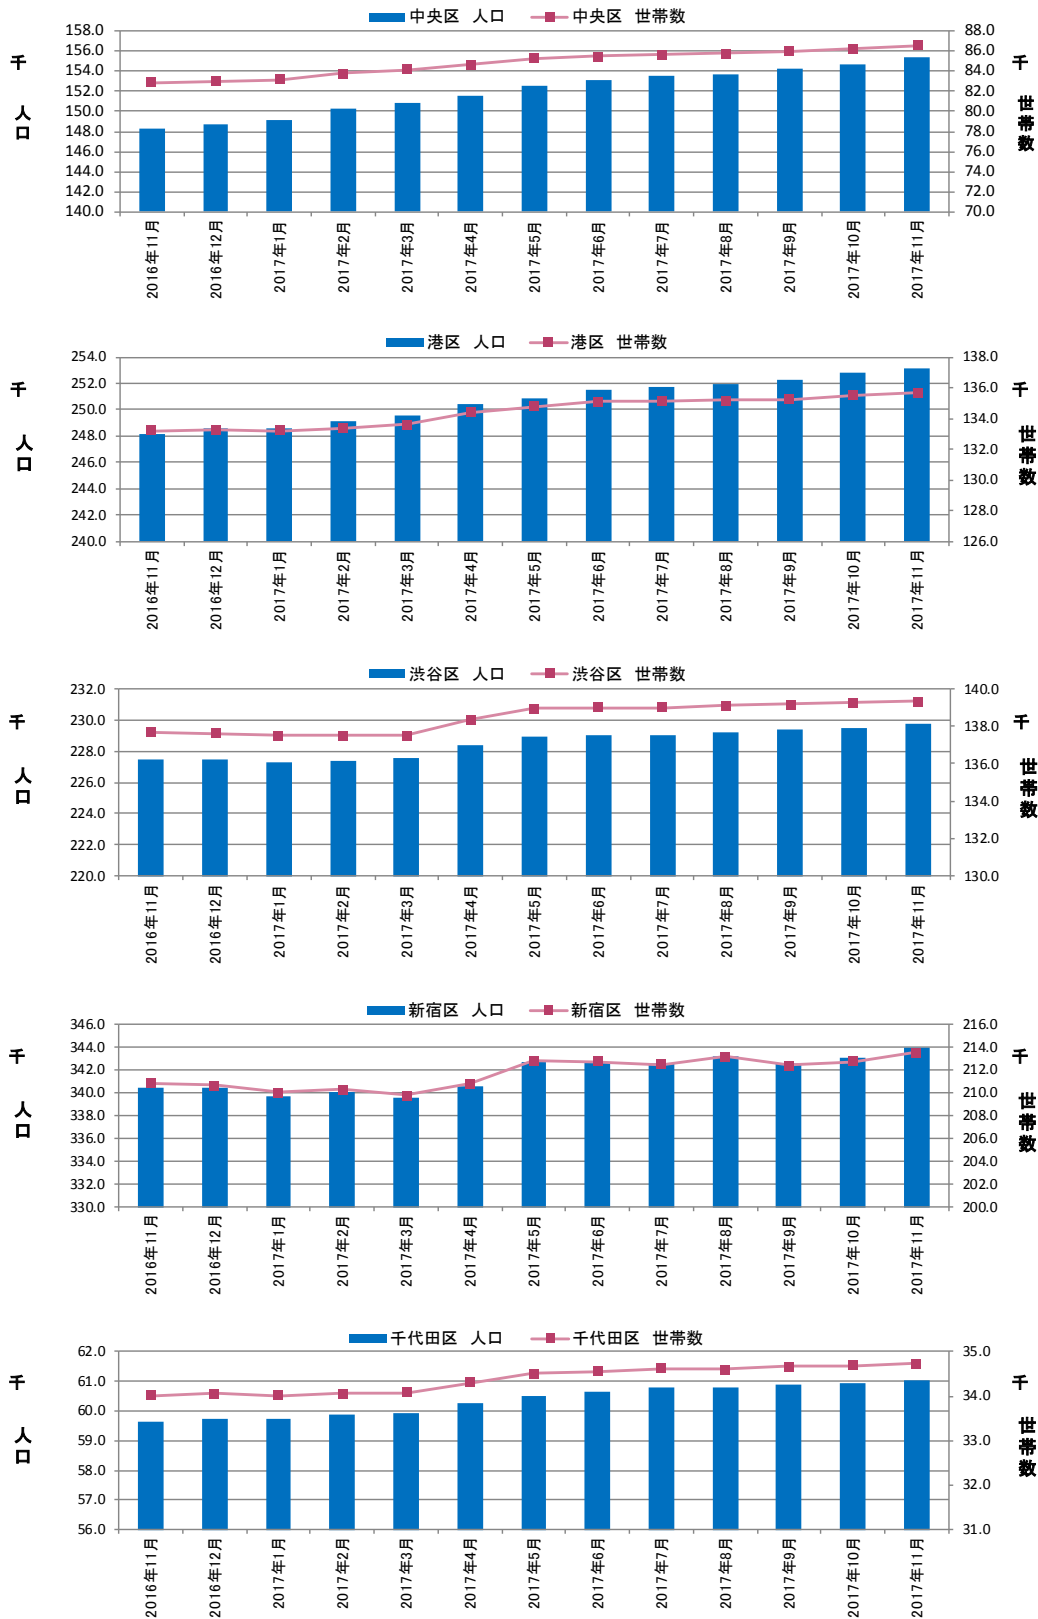 中央区　人口　中央区　世帯数
千
人口
158.0
156.0
154.0
152.0
150.0
148.0
146.0
144.0
142.0
140.0
88.0
86.0
84.0
82.0
80.0
78.0
76.0
74.0
72.0
70.0
千
世帯数
2016年11月
2016年12月
2017年1月
2017年2月
2017年3月
2017年4月
2017年5月
2017年6月
2017年7月
2017年8月
2017年9月
2017年10月
2017年11月
港区　人口　港区　世帯数
千
人口
254.0
252.0
250.0
248.0
246.0
244.0
242.0
240.0
138.0
136.0
134.0
132.0
130.0
128.0
126.0
千
世帯数
2016年11月
2016年12月
2017年1月
2017年2月
2017年3月
2017年4月
2017年5月
2017年6月
2017年7月
2017年8月
2017年9月
2017年10月
2017年11月
渋谷区　人口　渋谷区　世帯数
千
人口
232.0
230.0
228.0
226.0
224.0
222.0
220.0
140.0
138.0
136.0
134.0
132.0
130.0
千
世帯数
2016年11月
2016年12月
2017年1月
2017年2月
2017年3月
2017年4月
2017年5月
2017年6月
2017年7月
2017年8月
2017年9月
2017年10月
2017年11月
新宿区　人口　新宿区　世帯数
千
人口
346.0
344.0
342.0
340.0
338.0
336.0
334.0
332.0
330.0
216.0
214.0
212.0
210.0
208.0
206.0
204.0
202.0
200.0
千
世帯数
2016年11月
2016年12月
2017年1月
2017年2月
2017年3月
2017年4月
2017年5月
2017年6月
2017年7月
2017年8月
2017年9月
2017年10月
2017年11月
千代田区　人口　千代田区　世帯数
千
人口
62.0
61.0
60.0
59.0
58.0
57.0
56.0
35.0
34.0
33.0
32.0
31.0
千
世帯数
2016年11月
2016年12月
2017年1月
2017年2月
2017年3月
2017年4月
2017年5月
2017年6月
2017年7月
2017年8月
2017年9月
2017年10月
2017年11月